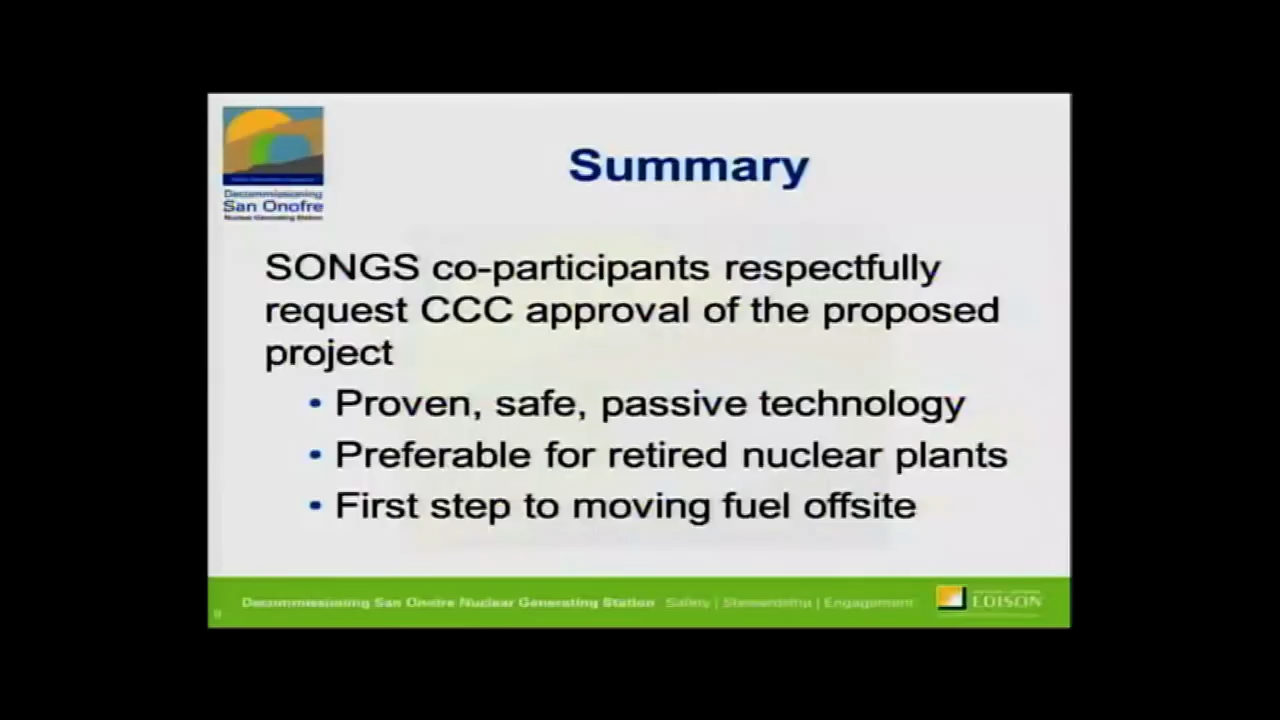 Summary
Decommissioning
San Onofre
Nuclear Generating Station
SONGS co-participants respectfully
request CCC approval of the proposed
project
• Proven, safe, passive technology
• Preferable for retired nuclear plants
• First step to moving fuel offsite
Decommissioning San Onofre Nuclear Generating Station Safety | Stewardship | Engagement
EDISON